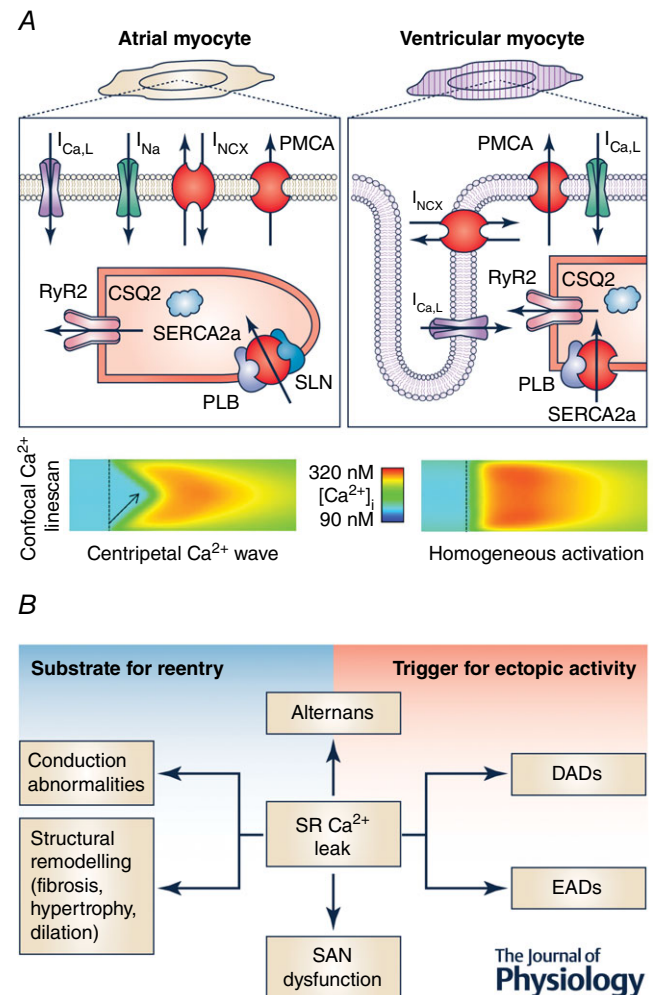 A
Atrial myocyte
Ventricular myocyte
I_Ca,L
I_Na
I_NCX
PMCA
RyR2
CSQ2
SERCA2a
PLB
SLN
PMCA
I_Ca,L
I_NCX
I_Ca,L
RyR2
CSQ2
PLB
SERCA2a
Confocal Ca²⁺
linescan
320 nM
[Ca²⁺]ᵢ
90 nM
Centripetal Ca²⁺ wave
Homogeneous activation
B
Substrate for reentry
Trigger for ectopic activity
Alternans
Conduction
abnormalities
DADs
SR Ca²⁺
leak
Structural
remodelling
(fibrosis,
hypertrophy,
dilation)
EADs
SAN
dysfunction
The Journal of
Physiology